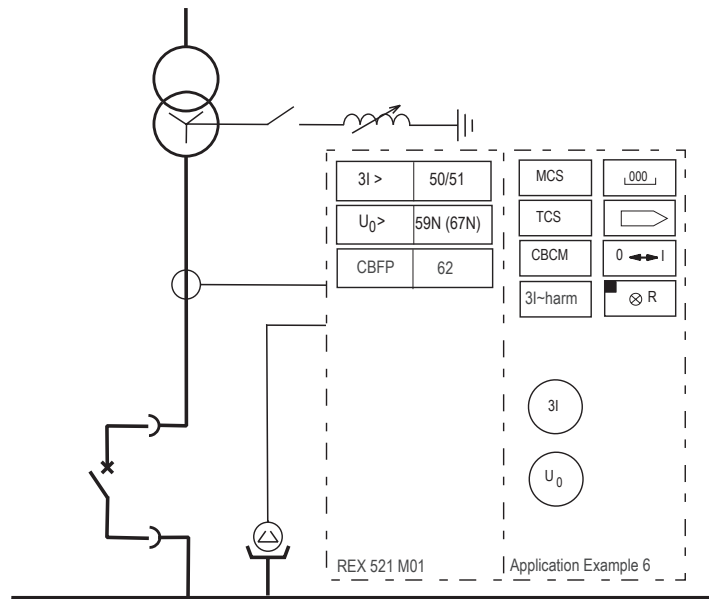 3I > 50/51
U0> 59N (67N)
CBFP 62
MCS 000
TCS
CBCM 0 I
3I~harm R
3I
U 0
REX 521 M01
Application Example 6